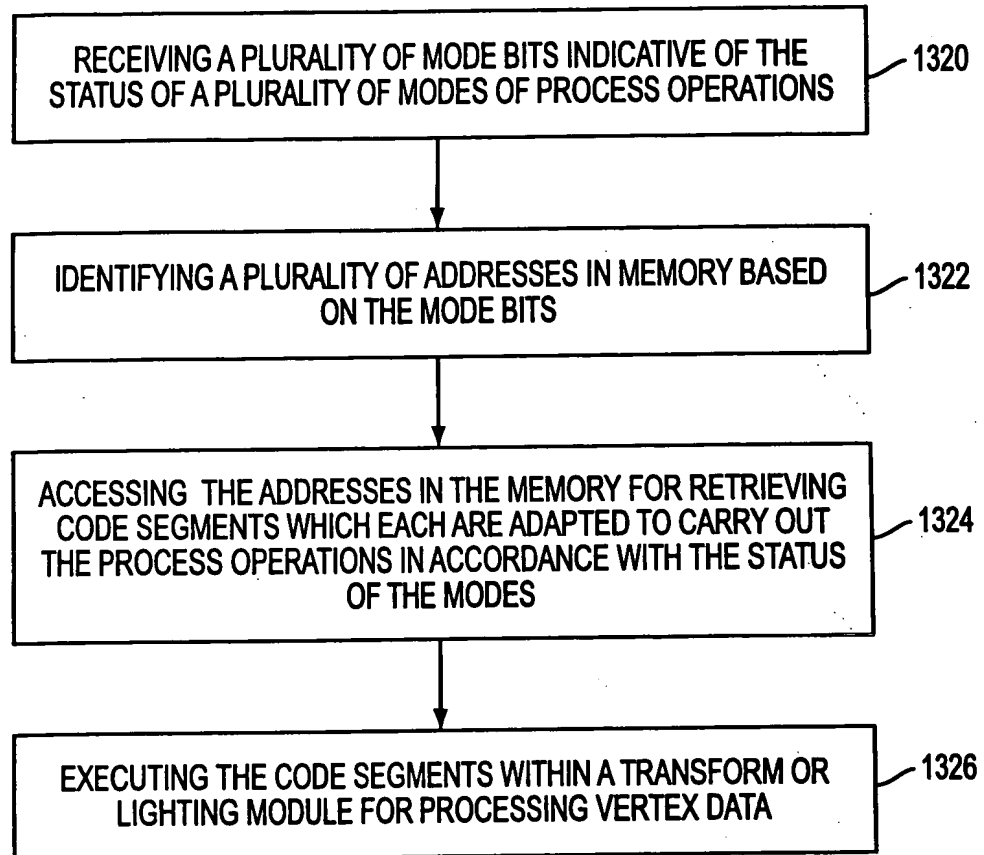 RECEIVING A PLURALITY OF MODE BITS INDICATIVE OF THE
STATUS OF A PLURALITY OF MODES OF PROCESS OPERATIONS
1320
IDENTIFYING A PLURALITY OF ADDRESSES IN MEMORY BASED
ON THE MODE BITS
1322
ACCESSING THE ADDRESSES IN THE MEMORY FOR RETRIEVING
CODE SEGMENTS WHICH EACH ARE ADAPTED TO CARRY OUT
THE PROCESS OPERATIONS IN ACCORDANCE WITH THE STATUS
OF THE MODES
1324
EXECUTING THE CODE SEGMENTS WITHIN A TRANSFORM OR
LIGHTING MODULE FOR PROCESSING VERTEX DATA
1326